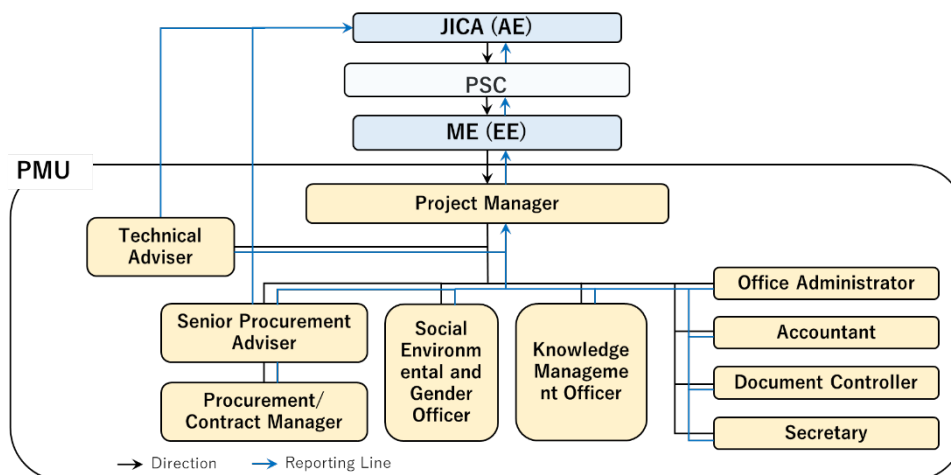 JICA (AE)
PSC
ME (EE)
PMU
Project Manager
Technical
Adviser
Office Administrator
Senior Procurement
Adviser
Social
Environm
ental and
Gender
Officer
Knowledge
Manageme
nt Officer
Accountant
Procurement/
Contract Manager
Document Controller
Secretary
Direction
Reporting Line